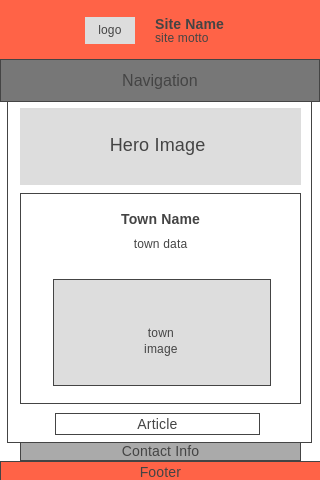 logo
Site Name
site motto
Navigation
Hero Image
Town Name
town data
town
image
Article
Contact Info
Footer